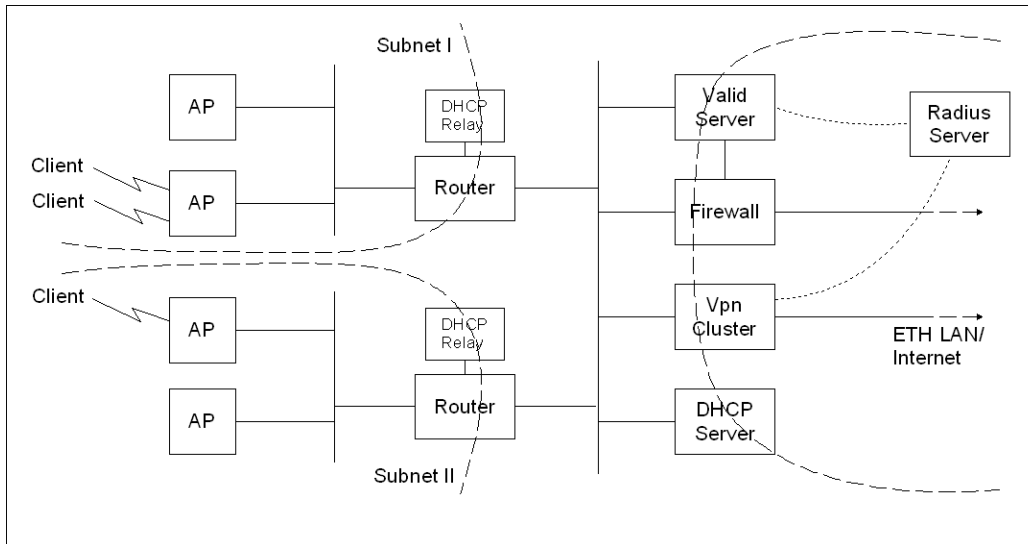 Subnet I
AP
DHCP
Relay
Valid
Server
Radius
Server
Client
Client
AP
Router
Firewall
Client
AP
DHCP
Relay
Vpn
Cluster
ETH LAN/
Internet
AP
Router
DHCP
Server
Subnet II